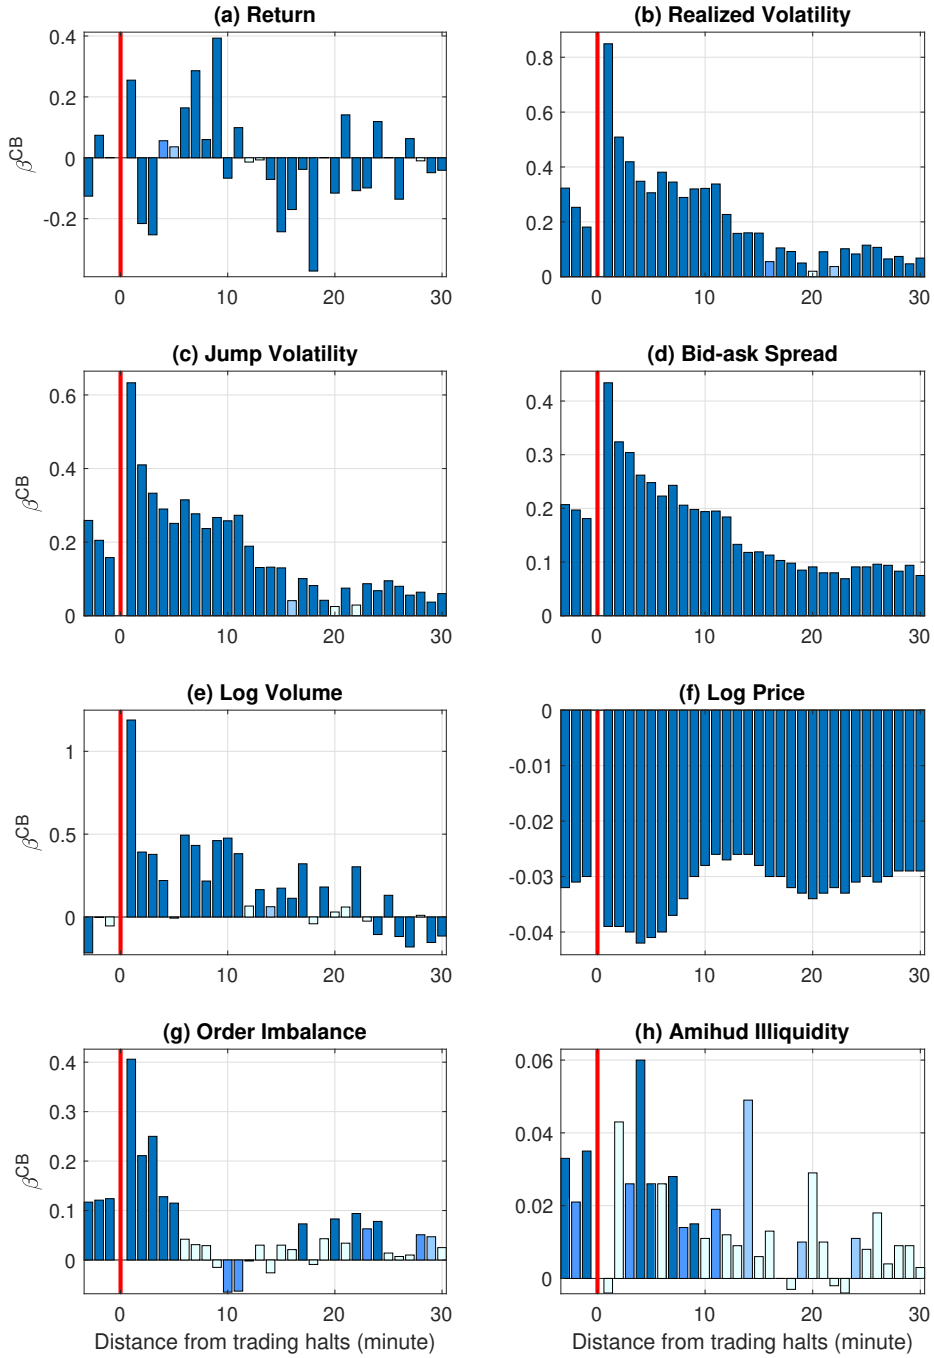 (a) Return
0.4
0.2
0
-0.2
β^CB
0 10 20 30
(b) Realized Volatility
0.8
0.6
0.4
0.2
0
0 10 20 30
(c) Jump Volatility
0.6
0.4
0.2
0
β^CB
0 10 20 30
(d) Bid-ask Spread
0.4
0.3
0.2
0.1
0
0 10 20 30
(e) Log Volume
1
0.5
0
β^CB
0 10 20 30
(f) Log Price
0
-0.01
-0.02
-0.03
-0.04
0 10 20 30
(g) Order Imbalance
0.4
0.3
0.2
0.1
0
β^CB
0 10 20 30
Distance from trading halts (minute)
(h) Amihud Illiquidity
0.06
0.04
0.02
0
0 10 20 30
Distance from trading halts (minute)